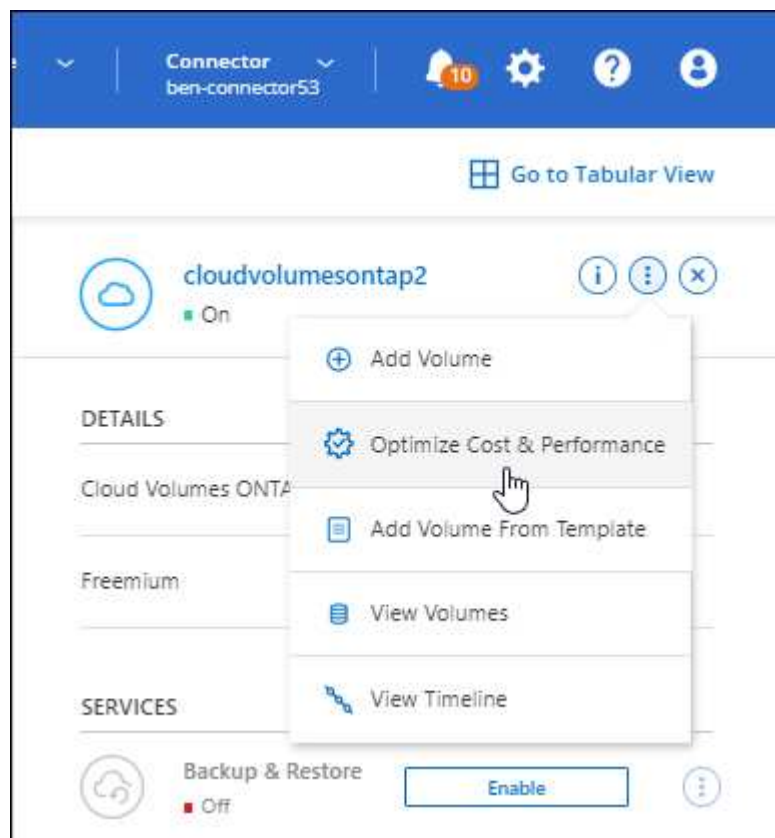 Connector
ben-connector53
10
Go to Tabular View
cloudvolumesontap2
On
Add Volume
DETAILS
Optimize Cost & Performance
Cloud Volumes ONTA
Add Volume From Template
Freemium
View Volumes
View Timeline
SERVICES
Backup & Restore
Off
Enable